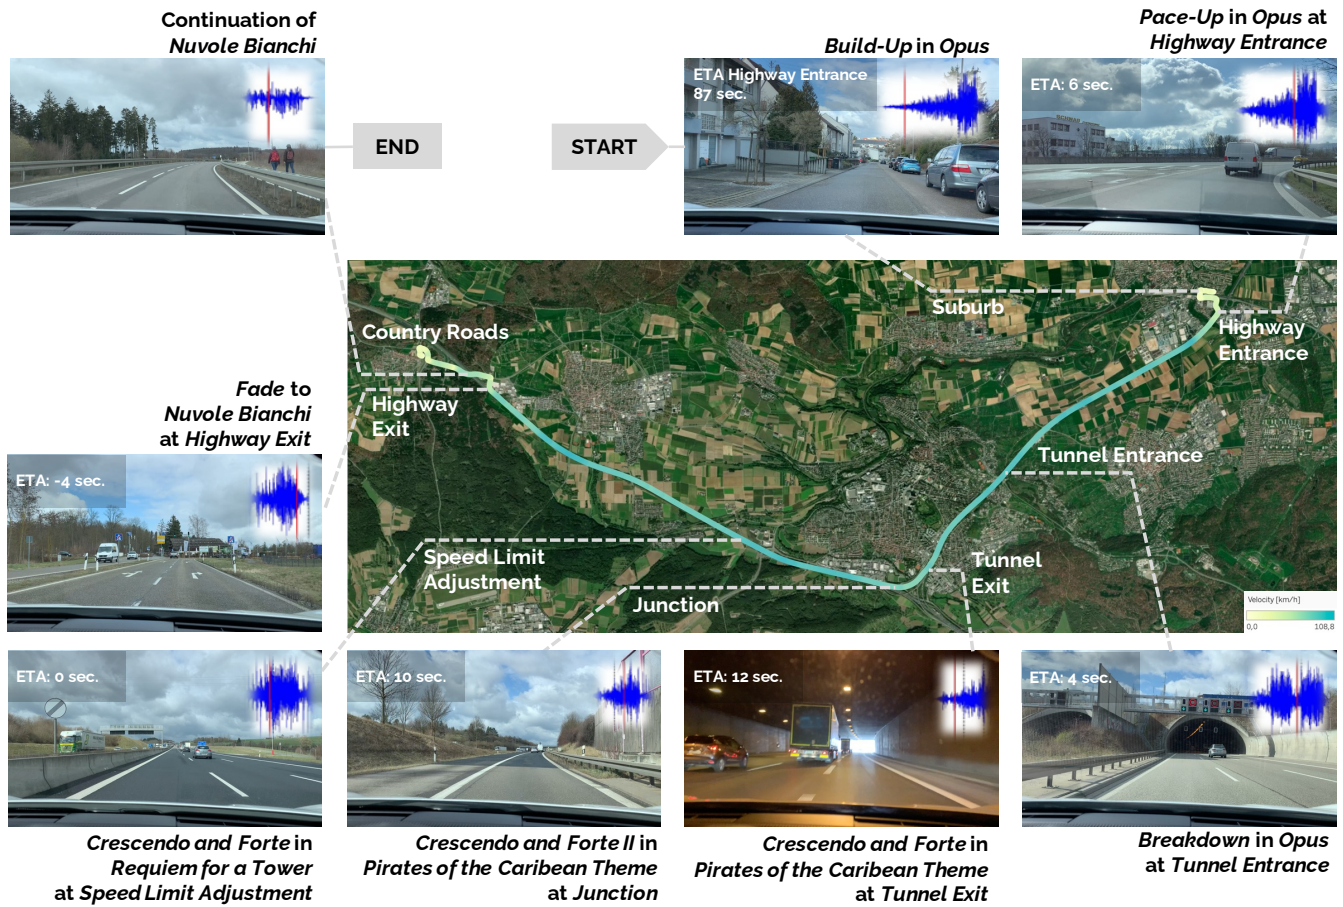 Continuation of
Nuvole Bianchi
END
START
Build-Up in Opus
ETA Highway Entrance
87 sec.
Pace-Up in Opus at
Highway Entrance
ETA: 6 sec.
Suburb
Highway
Entrance
Country Roads
Highway
Exit
Tunnel Entrance
Speed Limit
Adjustment
Junction
Tunnel
Exit
Velocity [km/h]
0,0 108,8
Fade to
Nuvole Bianchi
at Highway Exit
ETA: -4 sec.
ETA: 0 sec.
Crescendo and Forte in
Requiem for a Tower
at Speed Limit Adjustment
ETA: 10 sec.
Crescendo and Forte II in
Pirates of the Caribean Theme
at Junction
ETA: 12 sec.
Crescendo and Forte in
Pirates of the Caribean Theme
at Tunnel Exit
ETA: 4 sec.
Breakdown in Opus
at Tunnel Entrance